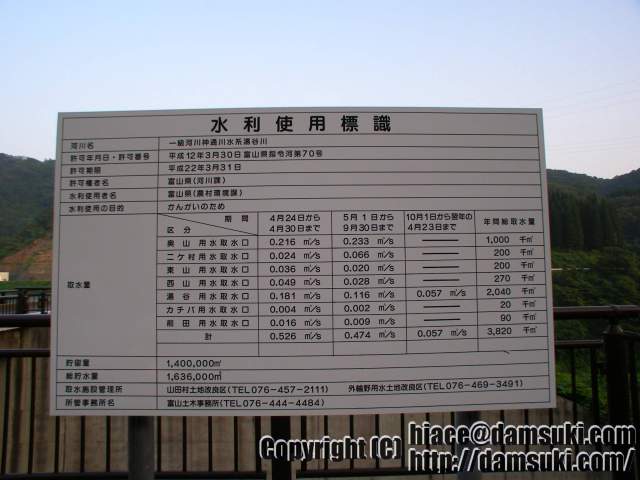 水利使用標識
河川名 一級河川神通川水系湯谷川
許可年月日・許可番号 平成12年3月30日富山県指令河第70号
許可期限 平成22年3月31日
許可権者名 富山県(河川課)
水利使用者名 富山県(農村環境課)
水利使用の目的 かんがいのため
取水量 区分 期間 4月24日から4月30日まで 5月1日から9月30日まで 10月1日から翌年の4月23日まで 年間総取水量
奥山用水取水口 0.216 ㎥/s 0.233 ㎥/s ―― 1,000 千㎥
二ケ村用水取水口 0.024 ㎥/s 0.066 ㎥/s ―― 200 千㎥
東山用水取水口 0.036 ㎥/s 0.020 ㎥/s ―― 200 千㎥
西山用水取水口 0.049 ㎥/s 0.028 ㎥/s ―― 270 千㎥
湯谷用水取水口 0.181 ㎥/s 0.116 ㎥/s 0.057 ㎥/s 2,040 千㎥
カチバ用水取水口 0.004 ㎥/s 0.002 ㎥/s ―― 20 千㎥
前田用水取水口 0.016 ㎥/s 0.009 ㎥/s ―― 90 千㎥
計 0.526 ㎥/s 0.474 ㎥/s 0.057 ㎥/s 3,820 千㎥
貯留量 1,400,000㎥
総貯水量 1,636,000㎥
取水施設管理所 山田村土地改良区(TEL076-457-2111) 外輪野用水土地改良区(TEL076-469-3491)
所管事務所名 富山土木事務所(TEL076-444-4484)
Copyright (C) hiace@damsuki.com
http://damsuki.com/